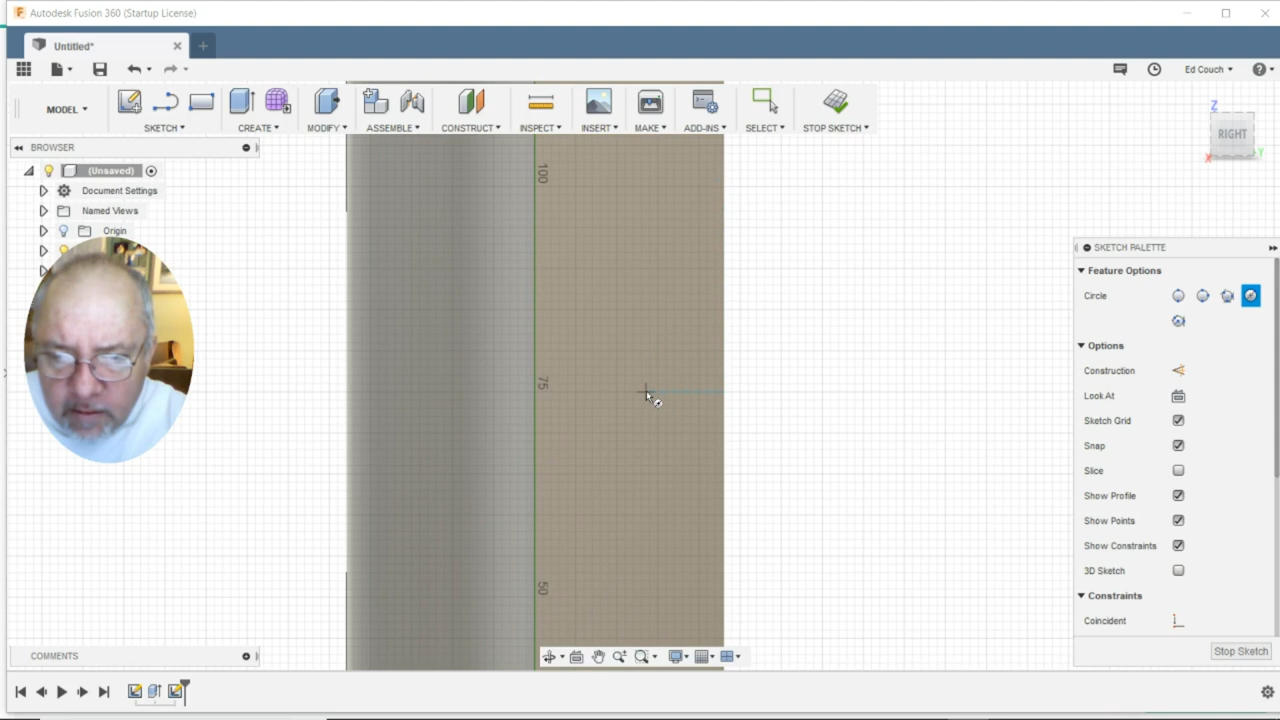 Autodesk Fusion 360 (Startup License)
Untitled*
Ed Couch
MODEL
SKETCH
CREATE
MODIFY
ASSEMBLE
CONSTRUCT
INSPECT
INSERT
MAKE
ADD-INS
SELECT
STOP SKETCH
BROWSER
(Unsaved)
Document Settings
Named Views
Origin
Z
RIGHT
X
Y
100
75
50
SKETCH PALETTE
Feature Options
Circle
Options
Construction
Look At
Sketch Grid
Snap
Slice
Show Profile
Show Points
Show Constraints
3D Sketch
Constraints
Coincident
Stop Sketch
COMMENTS